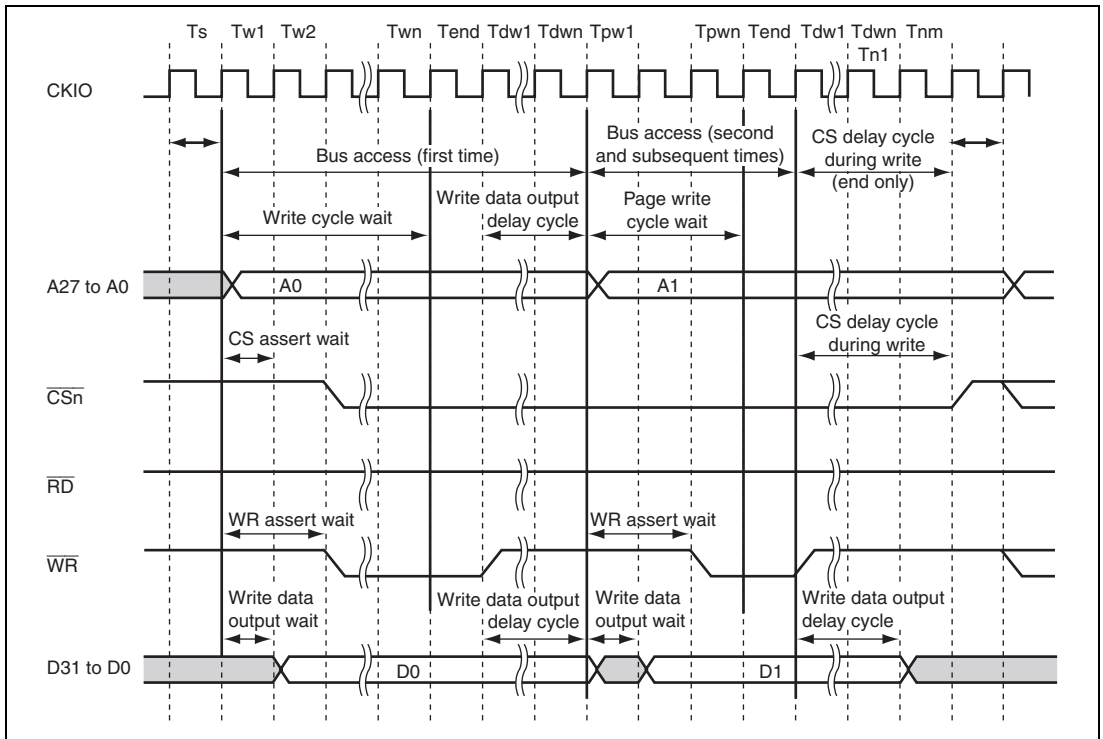 Ts Tw1 Tw2 Twn Tend Tdw1 Tdwn Tpw1 Tpwn Tend Tdw1 Tdwn Tnm
Tn1
CKIO
Bus access (first time)
Bus access (second
and subsequent times)
CS delay cycle
during write
(end only)
Write cycle wait
Write data output
delay cycle
Page write
cycle wait
A27 to A0
A0
A1
CS assert wait
CS delay cycle
during write
CSn
RD
WR assert wait
WR assert wait
WR
Write data
output wait
Write data output
delay cycle
Write data
output wait
Write data output
delay cycle
D31 to D0
D0
D1